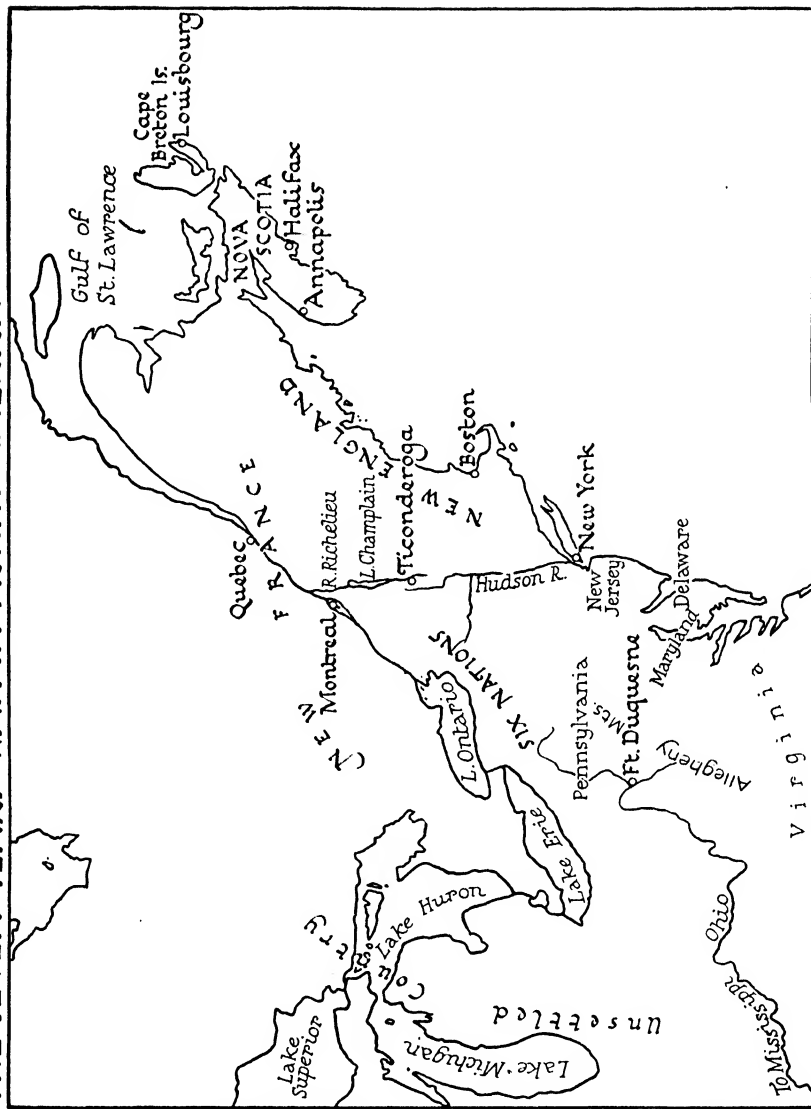 Cape
Breton Is.
Louisbourg
Gulf of
St. Lawrence
NOVA
SCOTIA
Halifax
Annapolis
Quebec
NEW FRANCE
Montreal
R. Richelieu
L. Champlain
Ticonderoga
NEW ENGLAND
Boston
Hudson R.
New York
New
Jersey
Delaware
Maryland
SIX NATIONS
Pennsylvania
Ft. Duquesne
Allegheny Mts.
Virginia
L. Ontario
Lake Erie
Lake Huron
Lake
Superior
Lake Michigan
Unsettled
Country
Ohio
To Mississippi